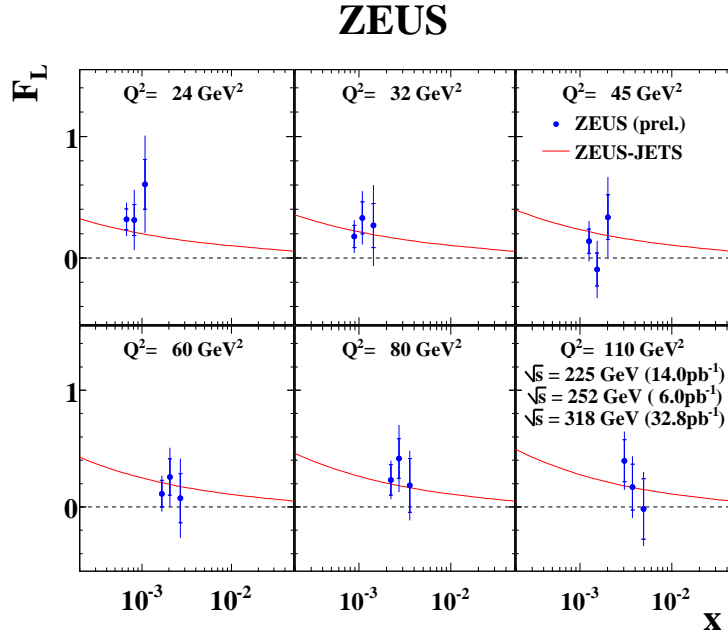 ZEUS
F_L
Q²= 24 GeV²
Q²= 32 GeV²
Q²= 45 GeV²
ZEUS (prel.)
ZEUS-JETS
1
0
Q²= 60 GeV²
Q²= 80 GeV²
Q²= 110 GeV²
√s = 225 GeV (14.0pb⁻¹)
√s = 252 GeV ( 6.0pb⁻¹)
√s = 318 GeV (32.8pb⁻¹)
1
0
10⁻³ 10⁻² 10⁻³ 10⁻² 10⁻³ 10⁻²
x